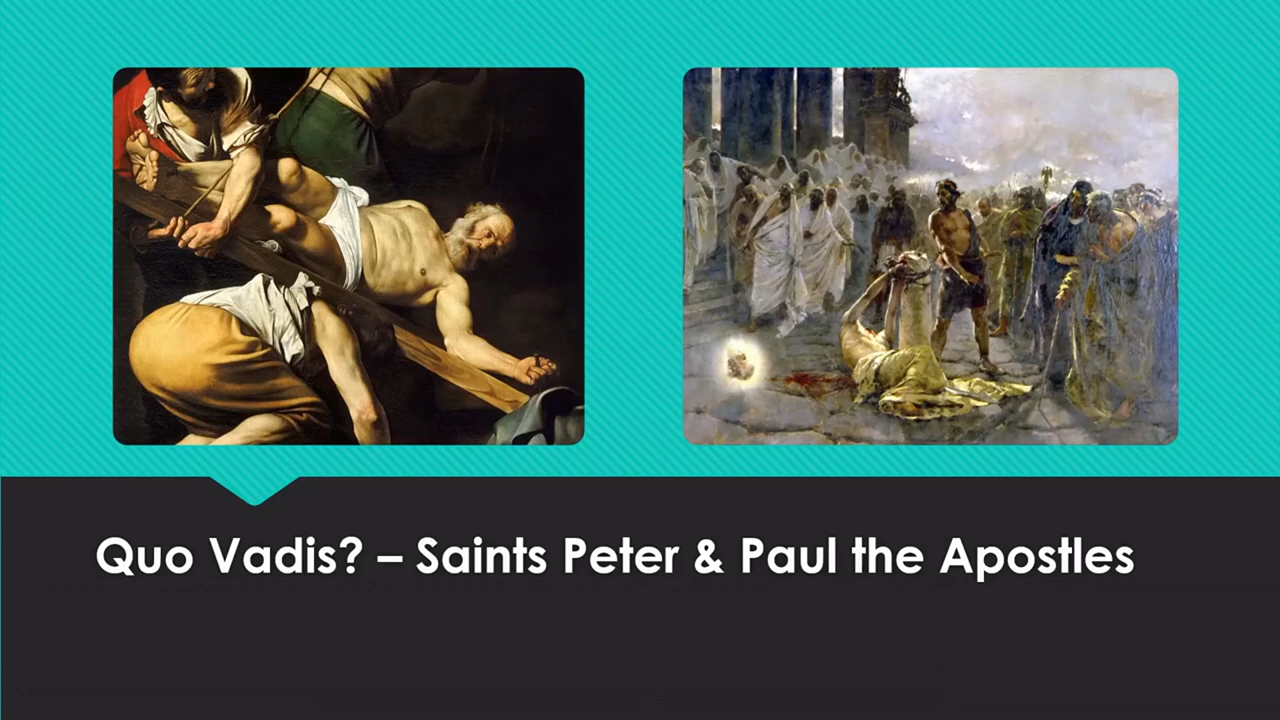 Quo Vadis? – Saints Peter & Paul the Apostles